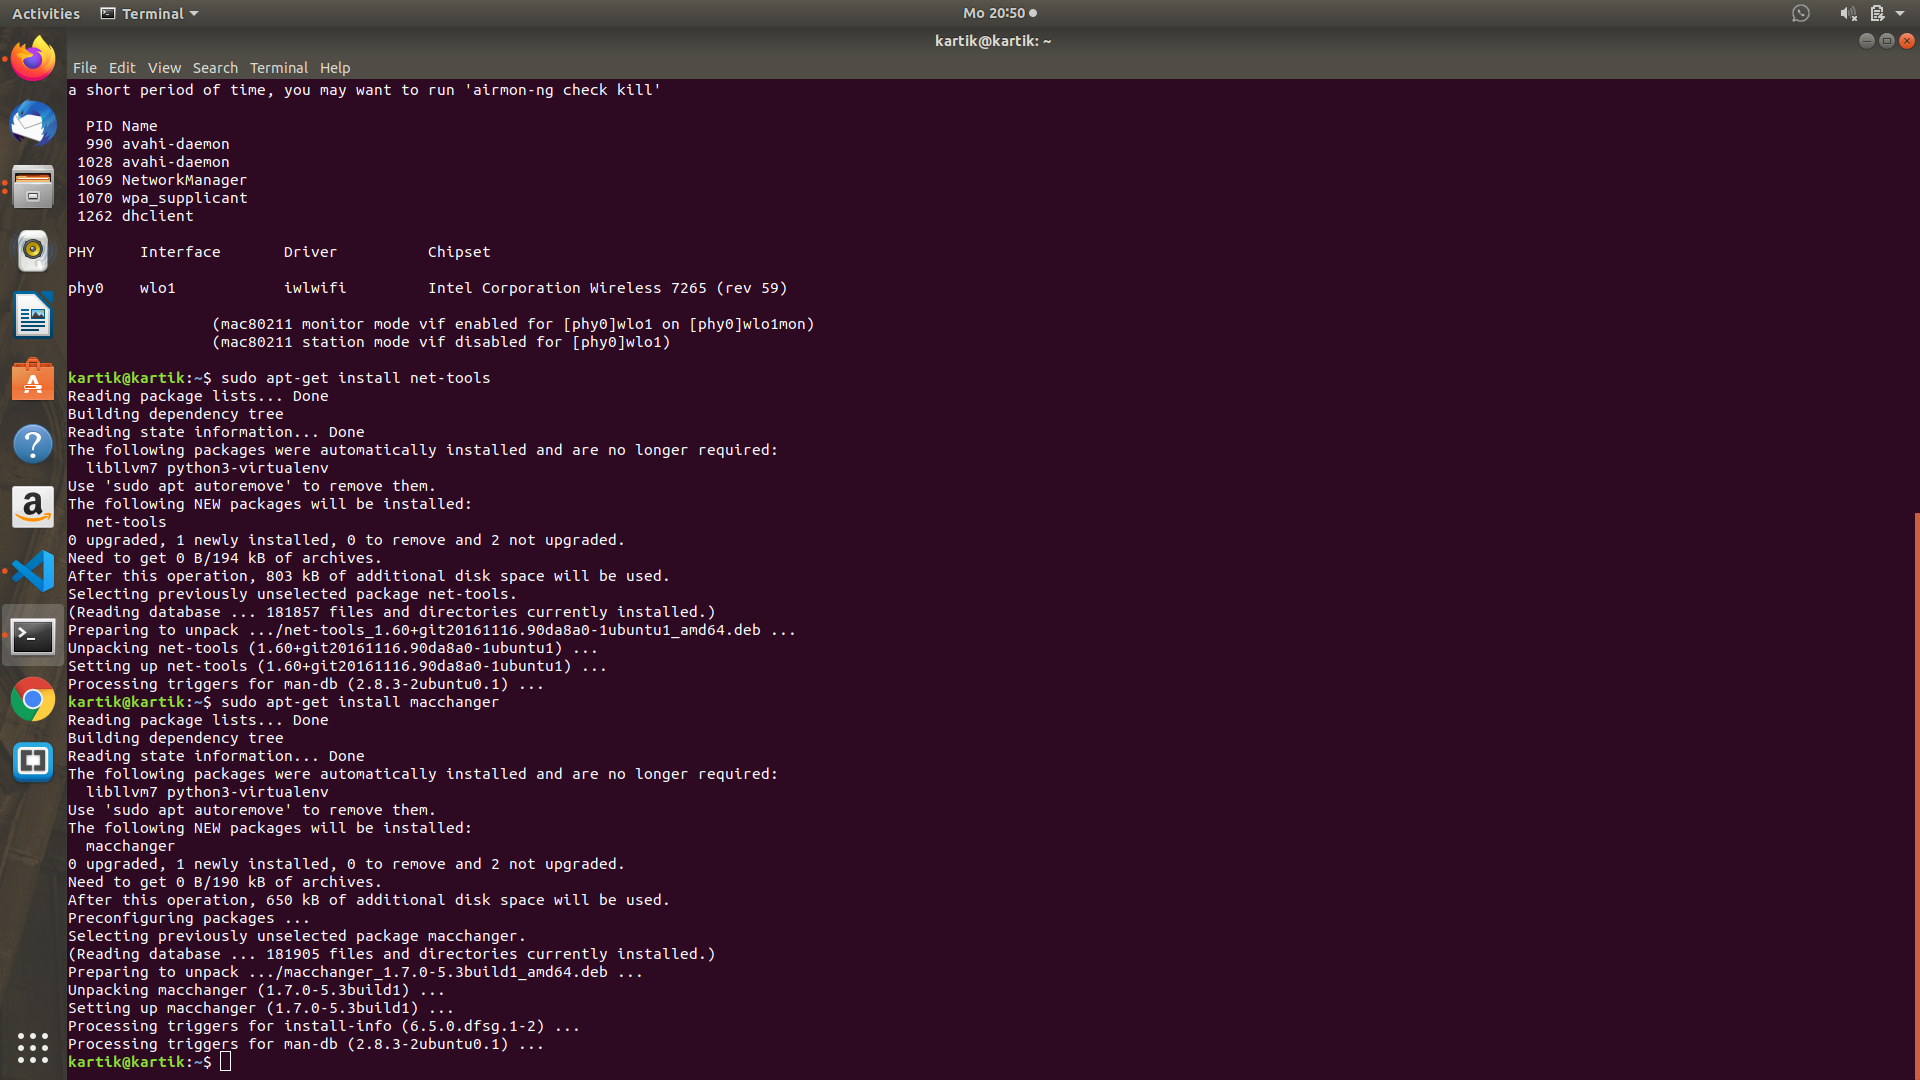 Activities Terminal Mo 20:50
kartik@kartik: ~
File Edit View Search Terminal Help
a short period of time, you may want to run 'airmon-ng check kill'
PID Name
990 avahi-daemon
1028 avahi-daemon
1069 NetworkManager
1070 wpa_supplicant
1262 dhclient
PHY Interface Driver Chipset
phy0 wlo1 iwlwifi Intel Corporation Wireless 7265 (rev 59)
(mac80211 monitor mode vif enabled for [phy0]wlo1 on [phy0]wlo1mon)
(mac80211 station mode vif disabled for [phy0]wlo1)
kartik@kartik:~$ sudo apt-get install net-tools
Reading package lists... Done
Building dependency tree
Reading state information... Done
The following packages were automatically installed and are no longer required:
libllvm7 python3-virtualenv
Use 'sudo apt autoremove' to remove them.
The following NEW packages will be installed:
net-tools
0 upgraded, 1 newly installed, 0 to remove and 2 not upgraded.
Need to get 0 B/194 kB of archives.
After this operation, 803 kB of additional disk space will be used.
Selecting previously unselected package net-tools.
(Reading database ... 181857 files and directories currently installed.)
Preparing to unpack .../net-tools_1.60+git20161116.90da8a0-1ubuntu1_amd64.deb ...
Unpacking net-tools (1.60+git20161116.90da8a0-1ubuntu1) ...
Setting up net-tools (1.60+git20161116.90da8a0-1ubuntu1) ...
Processing triggers for man-db (2.8.3-2ubuntu0.1) ...
kartik@kartik:~$ sudo apt-get install macchanger
Reading package lists... Done
Building dependency tree
Reading state information... Done
The following packages were automatically installed and are no longer required:
libllvm7 python3-virtualenv
Use 'sudo apt autoremove' to remove them.
The following NEW packages will be installed:
macchanger
0 upgraded, 1 newly installed, 0 to remove and 2 not upgraded.
Need to get 0 B/190 kB of archives.
After this operation, 650 kB of additional disk space will be used.
Preconfiguring packages ...
Selecting previously unselected package macchanger.
(Reading database ... 181905 files and directories currently installed.)
Preparing to unpack .../macchanger_1.7.0-5.3build1_amd64.deb ...
Unpacking macchanger (1.7.0-5.3build1) ...
Setting up macchanger (1.7.0-5.3build1) ...
Processing triggers for install-info (6.5.0.dfsg.1-2) ...
Processing triggers for man-db (2.8.3-2ubuntu0.1) ...
kartik@kartik:~$